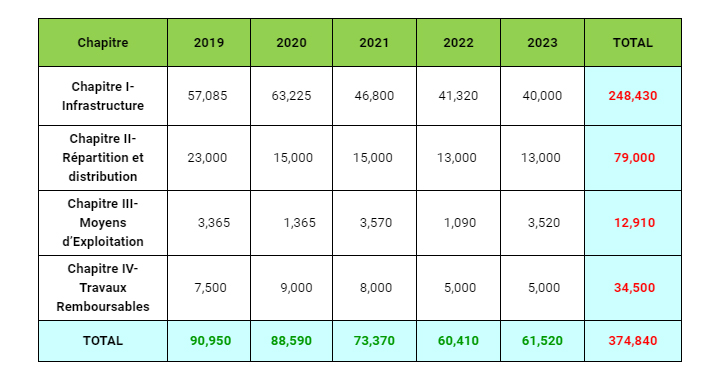 Chapitre 2019 2020 2021 2022 2023 TOTAL
Chapitre I-
Infrastructure
57,085 63,225 46,800 41,320 40,000 248,430
Chapitre II-
Répartition et
distribution
23,000 15,000 15,000 13,000 13,000 79,000
Chapitre III-
Moyens
d'Exploitation
3,365 1,365 3,570 1,090 3,520 12,910
Chapitre IV-
Travaux
Remboursables
7,500 9,000 8,000 5,000 5,000 34,500
TOTAL 90,950 88,590 73,370 60,410 61,520 374,840